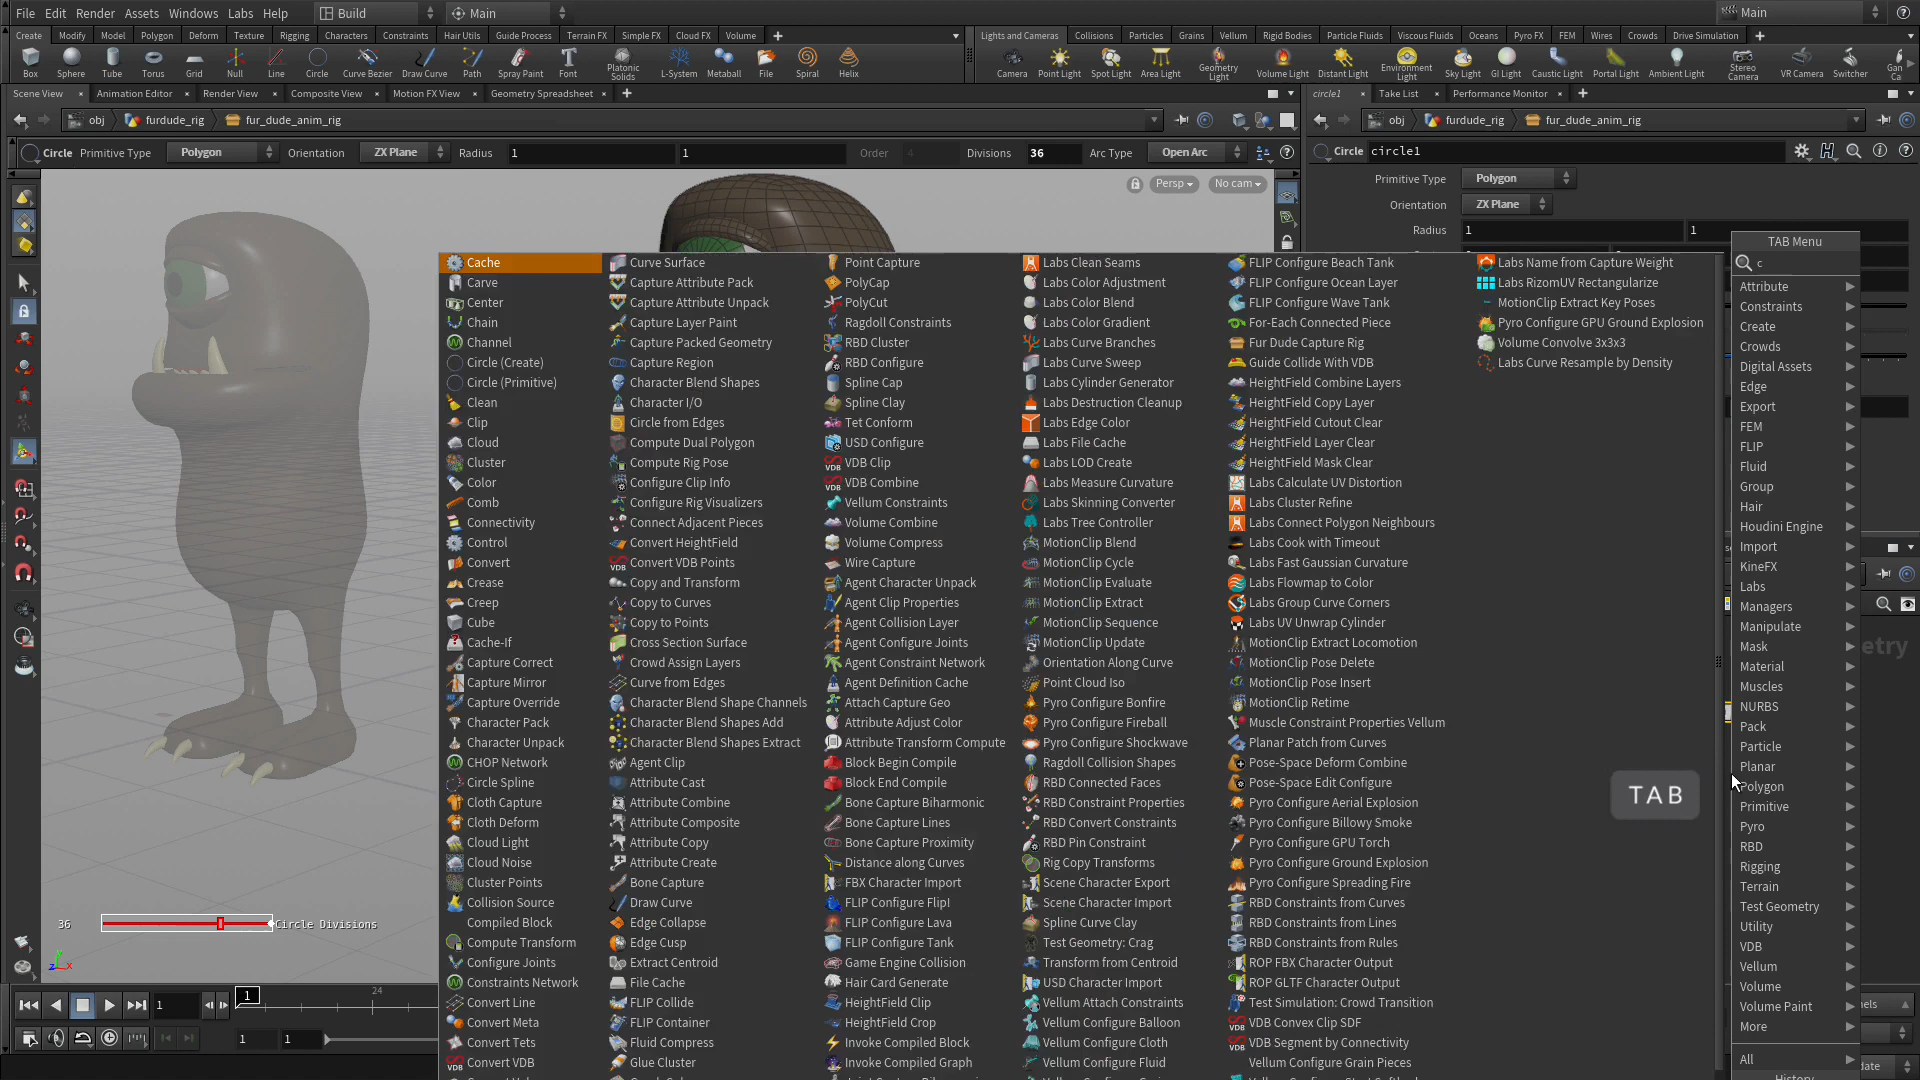 File Edit Render Assets Windows Labs Help Build Main Main
Create Modify Model Polygon Deform Texture Rigging Characters Constraints Hair Utils Guide Process Terrain FX Simple FX Cloud FX Volume
Lights and Cameras Collisions Particles Grains Vellum Rigid Bodies Particle Fluids Viscous Fluids Oceans Pyro FX FEM Wires Crowds Drive Simulation
Box Sphere Tube Torus Grid Null Line Circle Curve Bezier Draw Curve Path Spray Paint Font Platonic Solids L-System Metaball File Spiral Helix
Camera Point Light Spot Light Area Light Geometry Light Volume Light Distant Light Environment Light Sky Light GI Light Caustic Light Portal Light Ambient Light Stereo Camera VR Camera Switcher Gan Ca
Scene View Animation Editor Render View Composite View Motion FX View Geometry Spreadsheet
circle1 Take List Performance Monitor
obj furdude_rig fur_dude_anim_rig
obj furdude_rig fur_dude_anim_rig
Circle Primitive Type Polygon Orientation ZX Plane Radius 1 1 Order 4 Divisions 36 Arc Type Open Arc
Circle circle1
Primitive Type Polygon
Orientation ZX Plane
Radius 1 1
Persp No cam
TAB Menu
c
Cache
Carve
Center
Chain
Channel
Circle (Create)
Circle (Primitive)
Clean
Clip
Cloud
Cluster
Color
Comb
Connectivity
Control
Convert
Crease
Creep
Cube
Cache-If
Capture Correct
Capture Mirror
Capture Override
Character Pack
Character Unpack
CHOP Network
Circle Spline
Cloth Capture
Cloth Deform
Cloud Light
Cloud Noise
Cluster Points
Collision Source
Compiled Block
Compute Transform
Configure Joints
Constraints Network
Convert Line
Convert Meta
Convert Tets
Convert VDB
Curve Surface
Capture Attribute Pack
Capture Attribute Unpack
Capture Layer Paint
Capture Packed Geometry
Capture Region
Character Blend Shapes
Character I/O
Circle from Edges
Compute Dual Polygon
Compute Rig Pose
Configure Clip Info
Configure Rig Visualizers
Connect Adjacent Pieces
Convert HeightField
Convert VDB Points
Copy and Transform
Copy to Curves
Copy to Points
Cross Section Surface
Crowd Assign Layers
Curve from Edges
Character Blend Shape Channels
Character Blend Shapes Add
Character Blend Shapes Extract
Agent Clip
Attribute Cast
Attribute Combine
Attribute Composite
Attribute Copy
Attribute Create
Bone Capture
Draw Curve
Edge Collapse
Edge Cusp
Extract Centroid
File Cache
FLIP Collide
FLIP Container
Fluid Compress
Glue Cluster
Point Capture
PolyCap
PolyCut
Ragdoll Constraints
RBD Cluster
RBD Configure
Spline Cap
Spline Clay
Tet Conform
USD Configure
VDB Clip
VDB Combine
Vellum Constraints
Volume Combine
Volume Compress
Wire Capture
Agent Character Unpack
Agent Clip Properties
Agent Collision Layer
Agent Configure Joints
Agent Constraint Network
Agent Definition Cache
Attach Capture Geo
Attribute Adjust Color
Attribute Transform Compute
Block Begin Compile
Block End Compile
Bone Capture Biharmonic
Bone Capture Lines
Bone Capture Proximity
Distance along Curves
FBX Character Import
FLIP Configure Flip!
FLIP Configure Lava
FLIP Configure Tank
Game Engine Collision
Hair Card Generate
HeightField Clip
HeightField Crop
Invoke Compiled Block
Invoke Compiled Graph
Labs Clean Seams
Labs Color Adjustment
Labs Color Blend
Labs Color Gradient
Labs Curve Branches
Labs Curve Sweep
Labs Cylinder Generator
Labs Destruction Cleanup
Labs Edge Color
Labs File Cache
Labs LOD Create
Labs Measure Curvature
Labs Skinning Converter
Labs Tree Controller
MotionClip Blend
MotionClip Cycle
MotionClip Evaluate
MotionClip Extract
MotionClip Sequence
MotionClip Update
Orientation Along Curve
Point Cloud Iso
Pyro Configure Bonfire
Pyro Configure Fireball
Pyro Configure Shockwave
Ragdoll Collision Shapes
RBD Connected Faces
RBD Constraint Properties
RBD Convert Constraints
RBD Pin Constraint
Rig Copy Transforms
Scene Character Export
Scene Character Import
Spline Curve Clay
Test Geometry: Crag
Transform from Centroid
USD Character Import
Vellum Attach Constraints
Vellum Configure Balloon
Vellum Configure Cloth
Vellum Configure Fluid
FLIP Configure Beach Tank
FLIP Configure Ocean Layer
FLIP Configure Wave Tank
For-Each Connected Piece
Fur Dude Capture Rig
Guide Collide With VDB
HeightField Combine Layers
HeightField Copy Layer
HeightField Cutout Clear
HeightField Layer Clear
HeightField Mask Clear
Labs Calculate UV Distortion
Labs Cluster Refine
Labs Connect Polygon Neighbours
Labs Cook with Timeout
Labs Fast Gaussian Curvature
Labs Flowmap to Color
Labs Group Curve Corners
Labs UV Unwrap Cylinder
MotionClip Extract Locomotion
MotionClip Pose Delete
MotionClip Pose Insert
MotionClip Retime
Muscle Constraint Properties Vellum
Planar Patch from Curves
Pose-Space Deform Combine
Pose-Space Edit Configure
Pyro Configure Aerial Explosion
Pyro Configure Billowy Smoke
Pyro Configure GPU Torch
Pyro Configure Ground Explosion
Pyro Configure Spreading Fire
RBD Constraints from Curves
RBD Constraints from Lines
RBD Constraints from Rules
ROP FBX Character Output
ROP GLTF Character Output
Test Simulation: Crowd Transition
VDB Convex Clip SDF
VDB Segment by Connectivity
Vellum Configure Grain Pieces
Labs Name from Capture Weight
Labs RizomUV Rectangularize
MotionClip Extract Key Poses
Pyro Configure GPU Ground Explosion
Volume Convolve 3x3x3
Labs Curve Resample by Density
Attribute
Constraints
Create
Crowds
Digital Assets
Edge
Export
FEM
FLIP
Fluid
Group
Hair
Houdini Engine
Import
KineFX
Labs
Managers
Manipulate
Mask
Material
Muscles
NURBS
Pack
Particle
Planar
Polygon
Primitive
Pyro
RBD
Rigging
Terrain
Test Geometry
Utility
VDB
Vellum
Volume
Volume Paint
More
All
History
etry
TAB
36 Circle Divisions
1 1 24
1 1